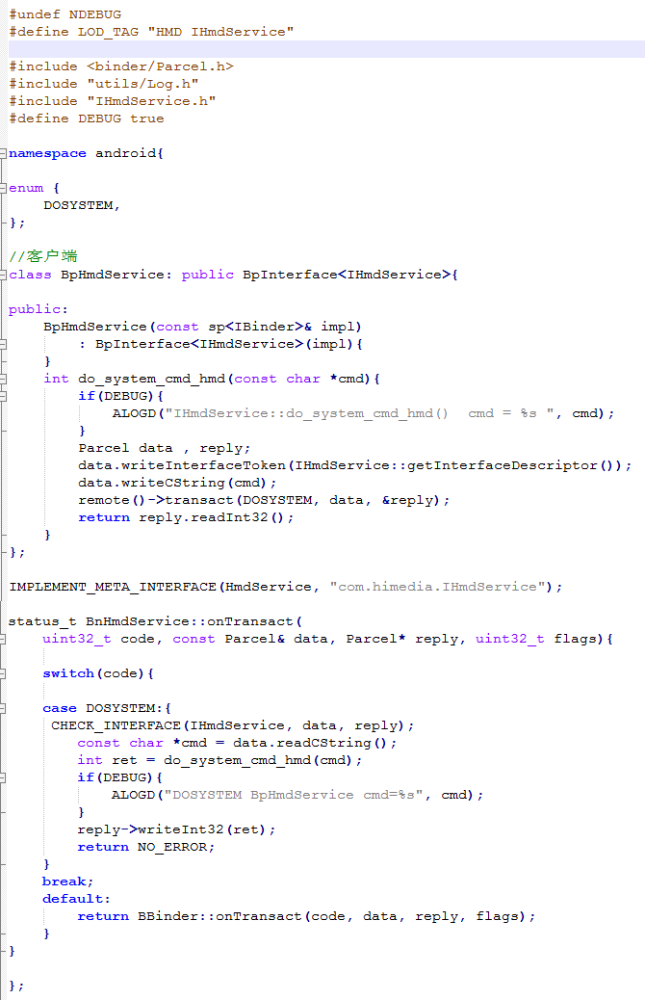 #undef NDEBUG
#define LOD_TAG "HMD IHmdService"
#include <binder/Parcel.h>
#include "utils/Log.h"
#include "IHmdService.h"
#define DEBUG true
namespace android{
enum {
    DOSYSTEM,
};
//客户端
class BpHmdService: public BpInterface<IHmdService>{
public:
    BpHmdService(const sp<IBinder>& impl)
        : BpInterface<IHmdService>(impl){
    }
    int do_system_cmd_hmd(const char *cmd){
        if(DEBUG){
            ALOGD("IHmdService::do_system_cmd_hmd()  cmd = %s ", cmd);
        }
        Parcel data , reply;
        data.writeInterfaceToken(IHmdService::getInterfaceDescriptor());
        data.writeCString(cmd);
        remote()->transact(DOSYSTEM, data, &reply);
        return reply.readInt32();
    }
};
IMPLEMENT_META_INTERFACE(HmdService, "com.himedia.IHmdService");
status_t BnHmdService::onTransact(
    uint32_t code, const Parcel& data, Parcel* reply, uint32_t flags){
    switch(code){
    case DOSYSTEM:{
     CHECK_INTERFACE(IHmdService, data, reply);
        const char *cmd = data.readCString();
        int ret = do_system_cmd_hmd(cmd);
        if(DEBUG){
            ALOGD("DOSYSTEM BpHmdService cmd=%s", cmd);
        }
        reply->writeInt32(ret);
        return NO_ERROR;
    }
    break;
    default:
        return BBinder::onTransact(code, data, reply, flags);
    }
}
};